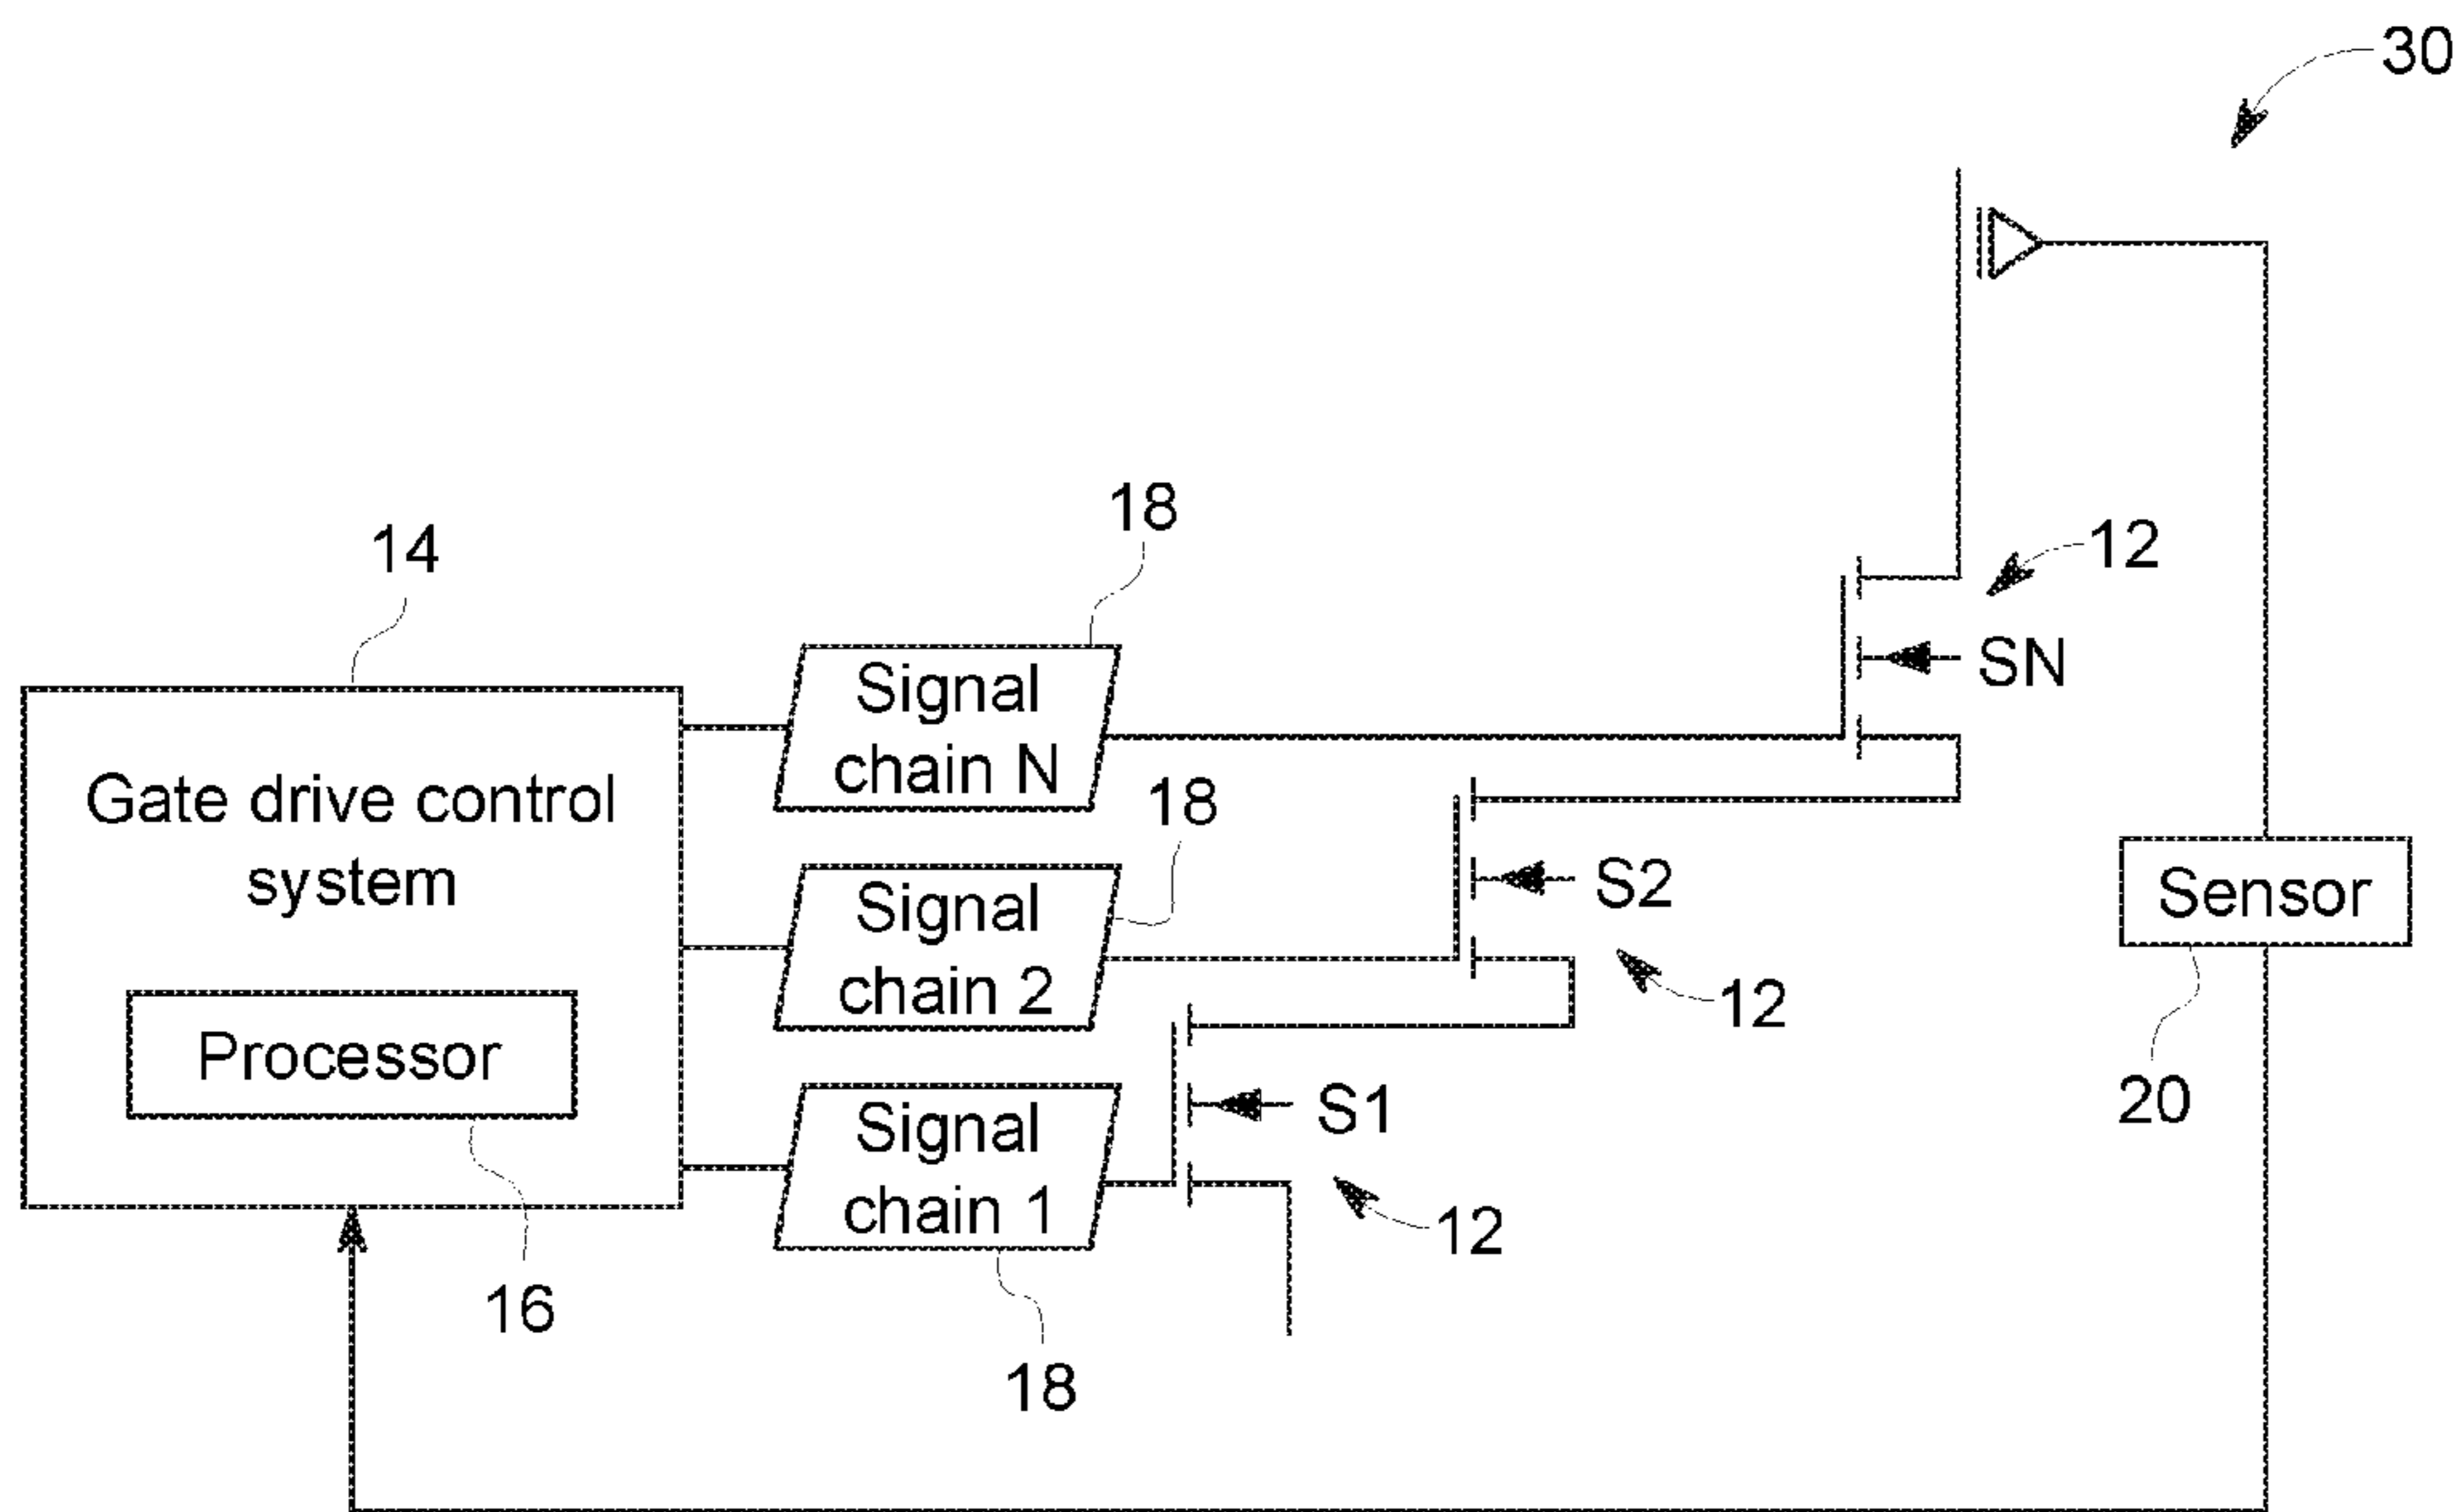 30
18
14
12
Signal
chain N
SN
Gate drive control
system
18
Signal
chain 2
S2
Sensor
12
Processor
20
Signal
chain 1
S1
12
16
18